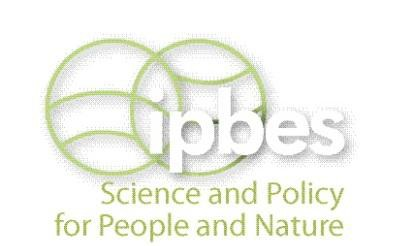 ipbes
Science and Policy
for People and Nature